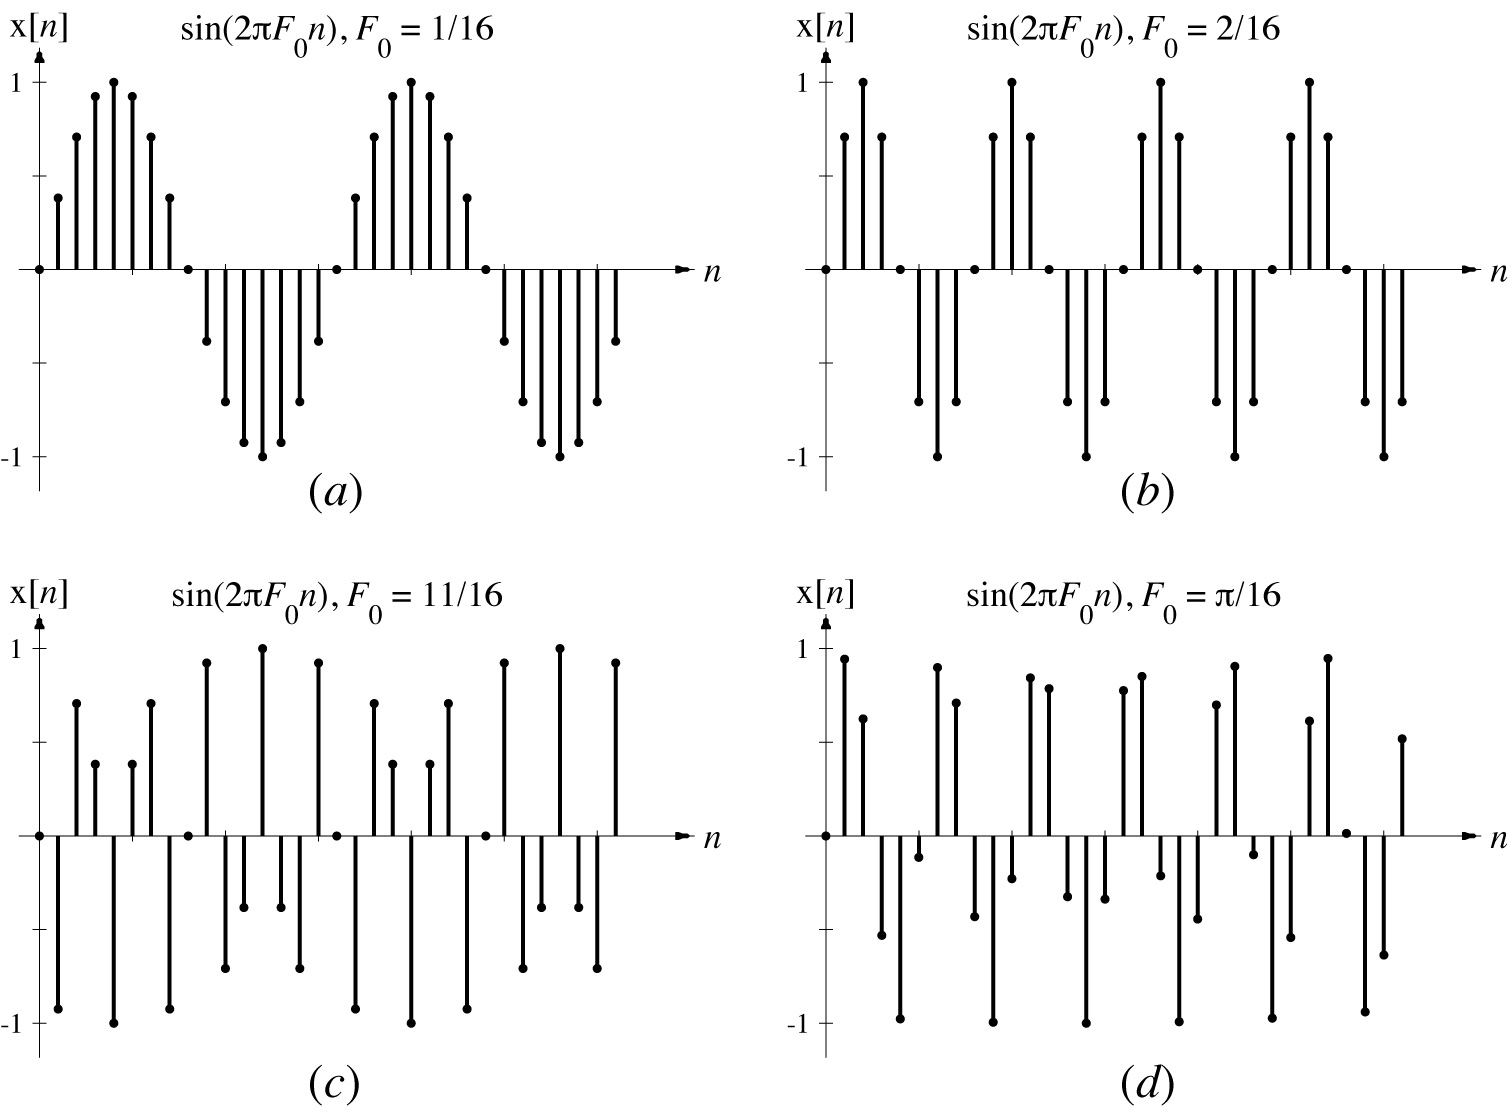 x[n] sin(2πF₀n), F₀ = 1/16
1
n
-1
(a)
x[n] sin(2πF₀n), F₀ = 2/16
1
n
-1
(b)
x[n] sin(2πF₀n), F₀ = 11/16
1
n
-1
(c)
x[n] sin(2πF₀n), F₀ = π/16
1
n
-1
(d)